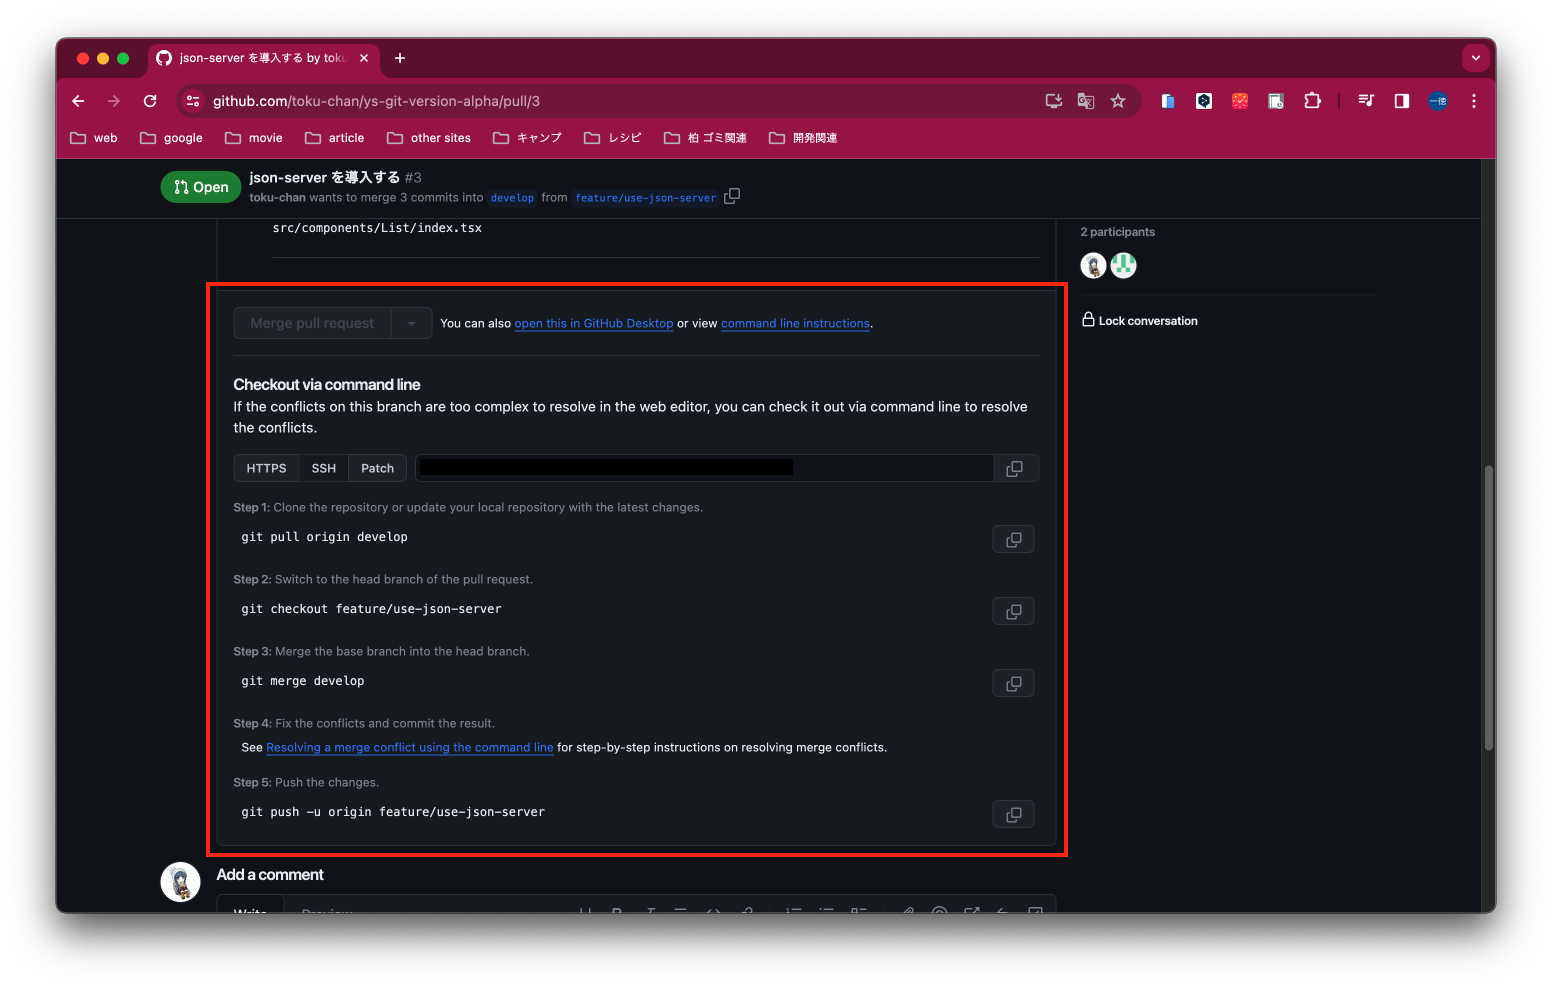 json-server を導入する by toku
github.com/toku-chan/ys-git-version-alpha/pull/3
一徳
web google movie article other sites キャンプ レシピ 柏 ゴミ関連 開発関連
Open
json-server を導入する #3
toku-chan wants to merge 3 commits into develop from feature/use-json-server
src/components/List/index.tsx
2 participants
Lock conversation
Merge pull request
You can also open this in GitHub Desktop or view command line instructions.
Checkout via command line
If the conflicts on this branch are too complex to resolve in the web editor, you can check it out via command line to resolve
the conflicts.
HTTPS SSH Patch
Step 1: Clone the repository or update your local repository with the latest changes.
git pull origin develop
Step 2: Switch to the head branch of the pull request.
git checkout feature/use-json-server
Step 3: Merge the base branch into the head branch.
git merge develop
Step 4: Fix the conflicts and commit the result.
See Resolving a merge conflict using the command line for step-by-step instructions on resolving merge conflicts.
Step 5: Push the changes.
git push -u origin feature/use-json-server
Add a comment
Write Preview